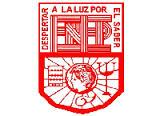 DESPERTAR
A LA LUZ POR
EL SABER
ENP